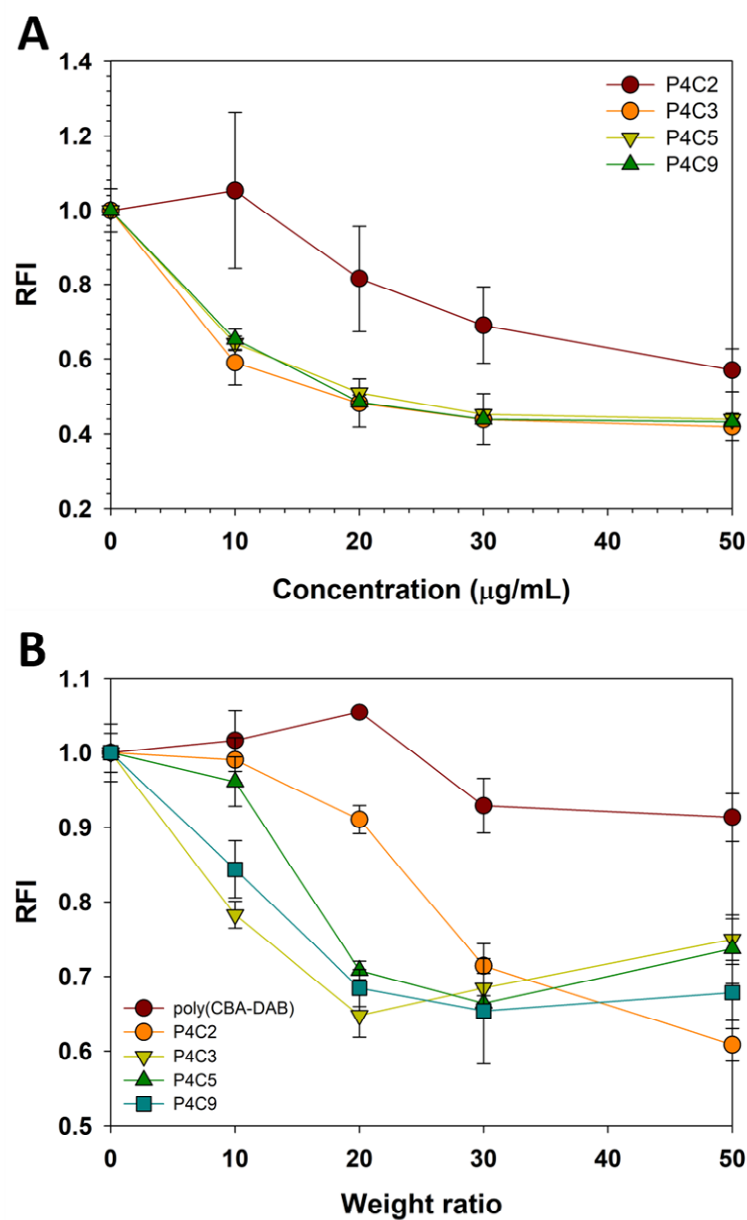 A
1.4
1.2
1.0
0.8
0.6
0.4
0.2
RFI
P4C2
P4C3
P4C5
P4C9
0 10 20 30 40 50
Concentration (μg/mL)
B
1.1
1.0
0.9
0.8
0.7
0.6
0.5
RFI
poly(CBA-DAB)
P4C2
P4C3
P4C5
P4C9
0 10 20 30 40 50
Weight ratio